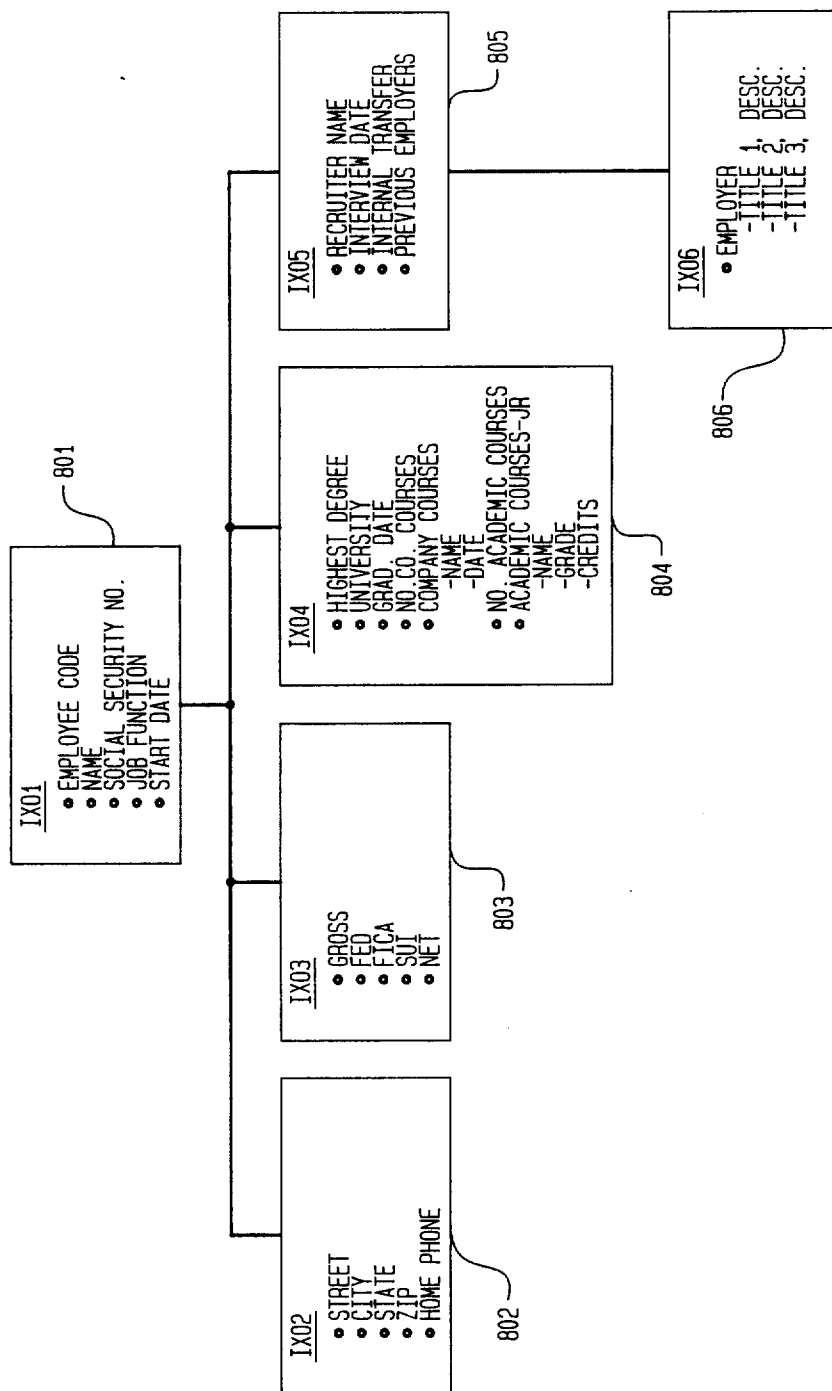 IX01
• EMPLOYEE CODE
• NAME
• SOCIAL SECURITY NO.
• JOB FUNCTION
• START DATE
801
IX02
• STREET
• CITY
• STATE
• ZIP
• HOME PHONE
802
IX03
• GROSS
• FED
• FICA
• SUI
• NET
803
IX04
• HIGHEST DEGREE
• UNIVERSITY
• GRAD. DATE
• NO.CO. COURSES
• COMPANY COURSES
-NAME
-DATE
• NO. ACADEMIC COURSES
• ACADEMIC COURSES-JR
-NAME
-GRADE
-CREDITS
804
IX05
• RECRUITER NAME
• INTERVIEW DATE
• INTERNAL TRANSFER
• PREVIOUS EMPLOYERS
805
IX06
• EMPLOYER
-TITLE 1, DESC.
-TITLE 2, DESC.
-TITLE 3, DESC.
806